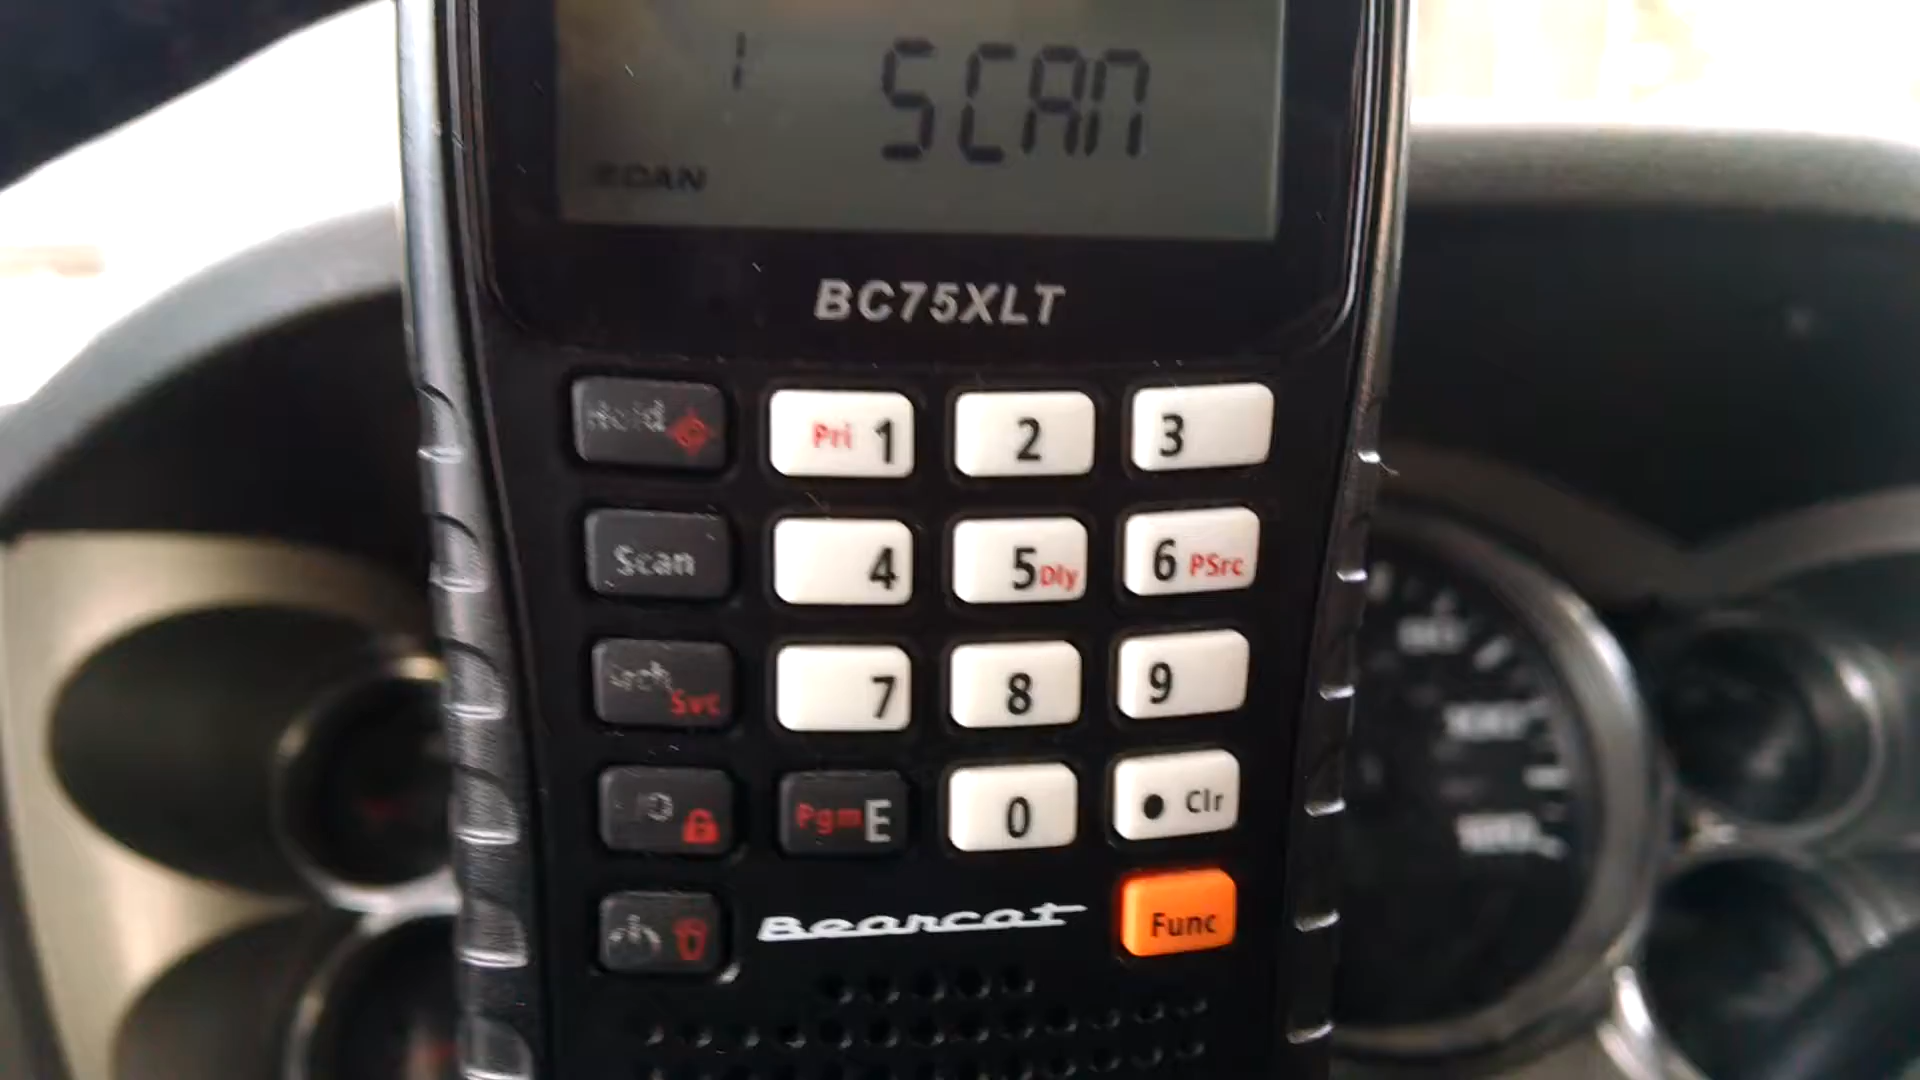 1 SCAN
SCAN
BC75XLT
Hold Pri 1 2 3
Scan 4 5 Dly 6 PSrc
Svc 7 8 9
Pgm E 0 • Clr
Bearcat Func